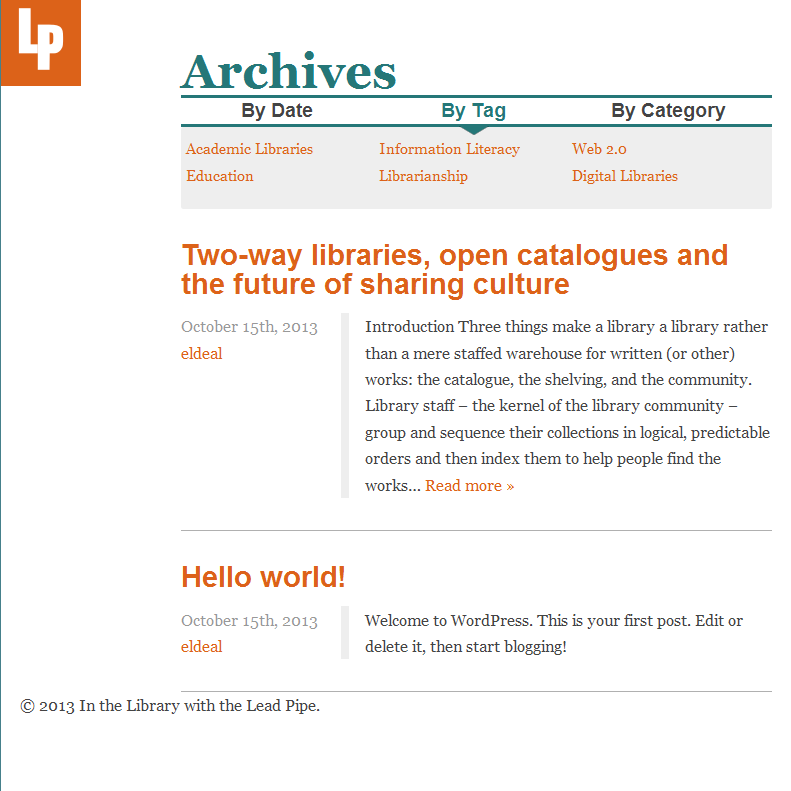 Lp
Archives
By Date By Tag By Category
Academic Libraries Information Literacy Web 2.0
Education Librarianship Digital Libraries
Two-way libraries, open catalogues and
the future of sharing culture
October 15th, 2013
eldeal
Introduction Three things make a library a library rather
than a mere staffed warehouse for written (or other)
works: the catalogue, the shelving, and the community.
Library staff – the kernel of the library community –
group and sequence their collections in logical, predictable
orders and then index them to help people find the
works... Read more »
Hello world!
October 15th, 2013
eldeal
Welcome to WordPress. This is your first post. Edit or
delete it, then start blogging!
© 2013 In the Library with the Lead Pipe.